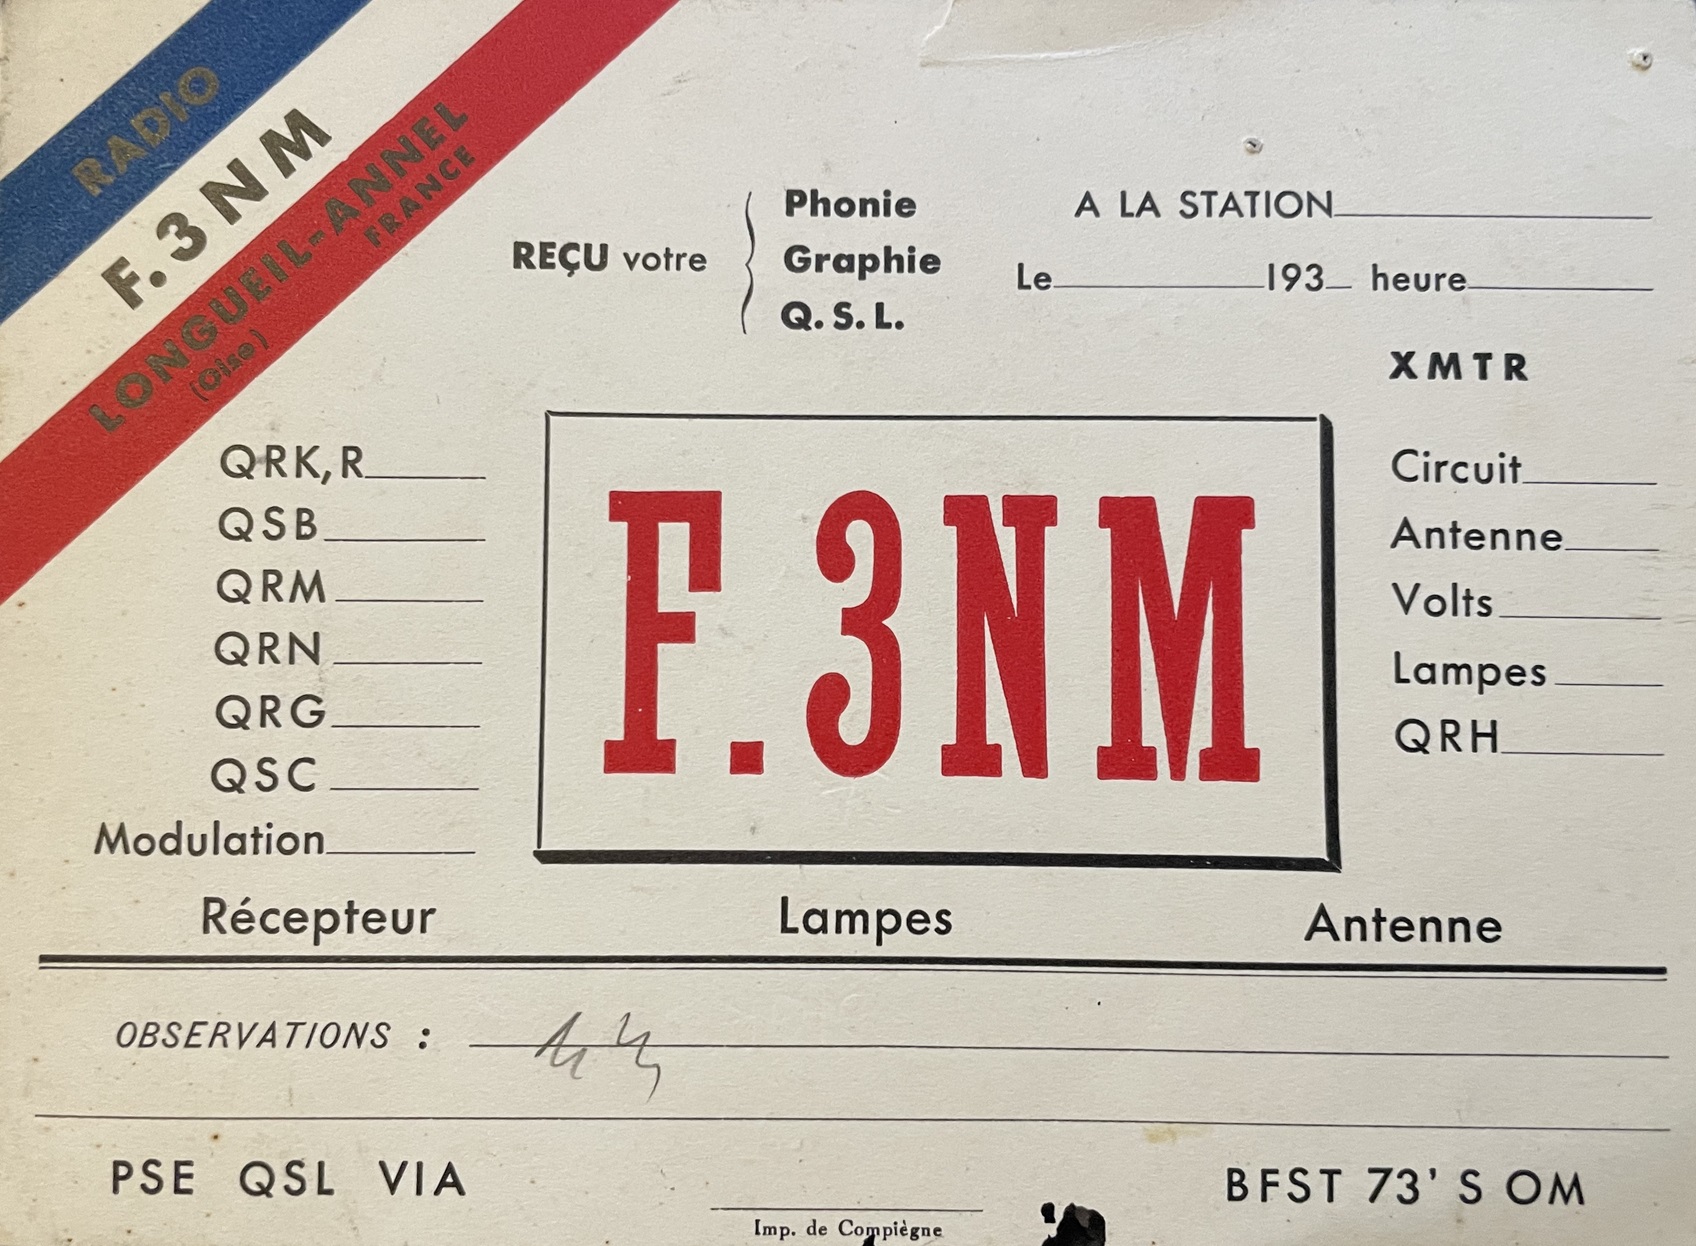 RADIO
F. 3 N M
LONGUEIL-ANNEL
(Oise) FRANCE
REÇU votre
Phonie
Graphie
Q. S. L.
A LA STATION
Le 193 heure
XMTR
QRK, R
QSB
QRM
QRN
QRG
QSC
Modulation
F.3NM
Circuit
Antenne
Volts
Lampes
QRH
Récepteur Lampes Antenne
OBSERVATIONS :
PSE QSL VIA
BFST 73' S OM
Imp. de Compiègne